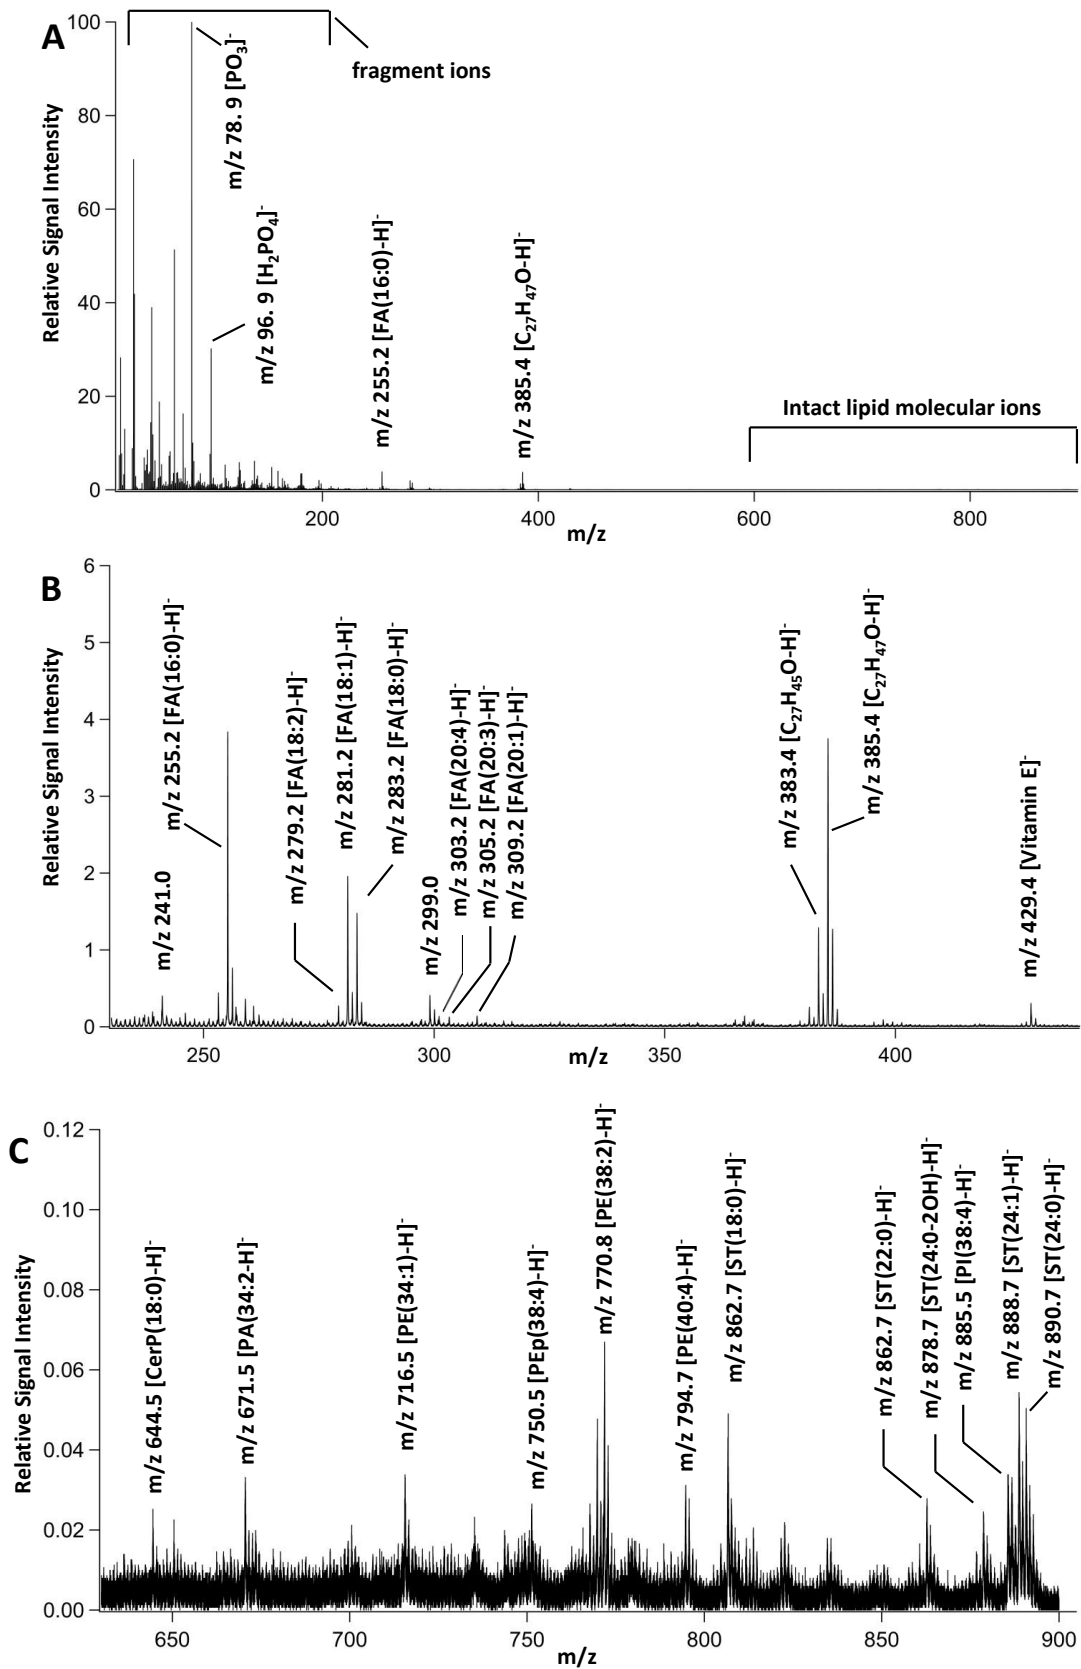 A
Relative Signal Intensity
100
80
60
40
20
0
fragment ions
m/z 78. 9 [PO3]-
m/z 96. 9 [H2PO4]-
m/z 255.2 [FA(16:0)-H]-
m/z 385.4 [C27H47O-H]-
Intact lipid molecular ions
200
400
600
800
m/z
B
Relative Signal Intensity
6
5
4
3
2
1
0
m/z 241.0
m/z 255.2 [FA(16:0)-H]-
m/z 279.2 [FA(18:2)-H]-
m/z 281.2 [FA(18:1)-H]-
m/z 283.2 [FA(18:0)-H]-
m/z 299.0
m/z 303.2 [FA(20:4)-H]-
m/z 305.2 [FA(20:3)-H]-
m/z 309.2 [FA(20:1)-H]-
m/z 383.4 [C27H45O-H]-
m/z 385.4 [C27H47O-H]-
m/z 429.4 [Vitamin E]-
250
300
350
400
m/z
C
Relative Signal Intensity
0.12
0.10
0.08
0.06
0.04
0.02
0.00
m/z 644.5 [CerP(18:0)-H]-
m/z 671.5 [PA(34:2-H]-
m/z 716.5 [PE(34:1)-H]-
m/z 750.5 [PEp(38:4)-H]-
m/z 770.8 [PE(38:2)-H]-
m/z 794.7 [PE(40:4)-H]-
m/z 862.7 [ST(18:0)-H]-
m/z 862.7 [ST(22:0)-H]-
m/z 878.7 [ST(24:0-2OH)-H]-
m/z 885.5 [PI(38:4)-H]-
m/z 888.7 [ST(24:1)-H]-
m/z 890.7 [ST(24:0)-H]-
650
700
750
800
850
900
m/z